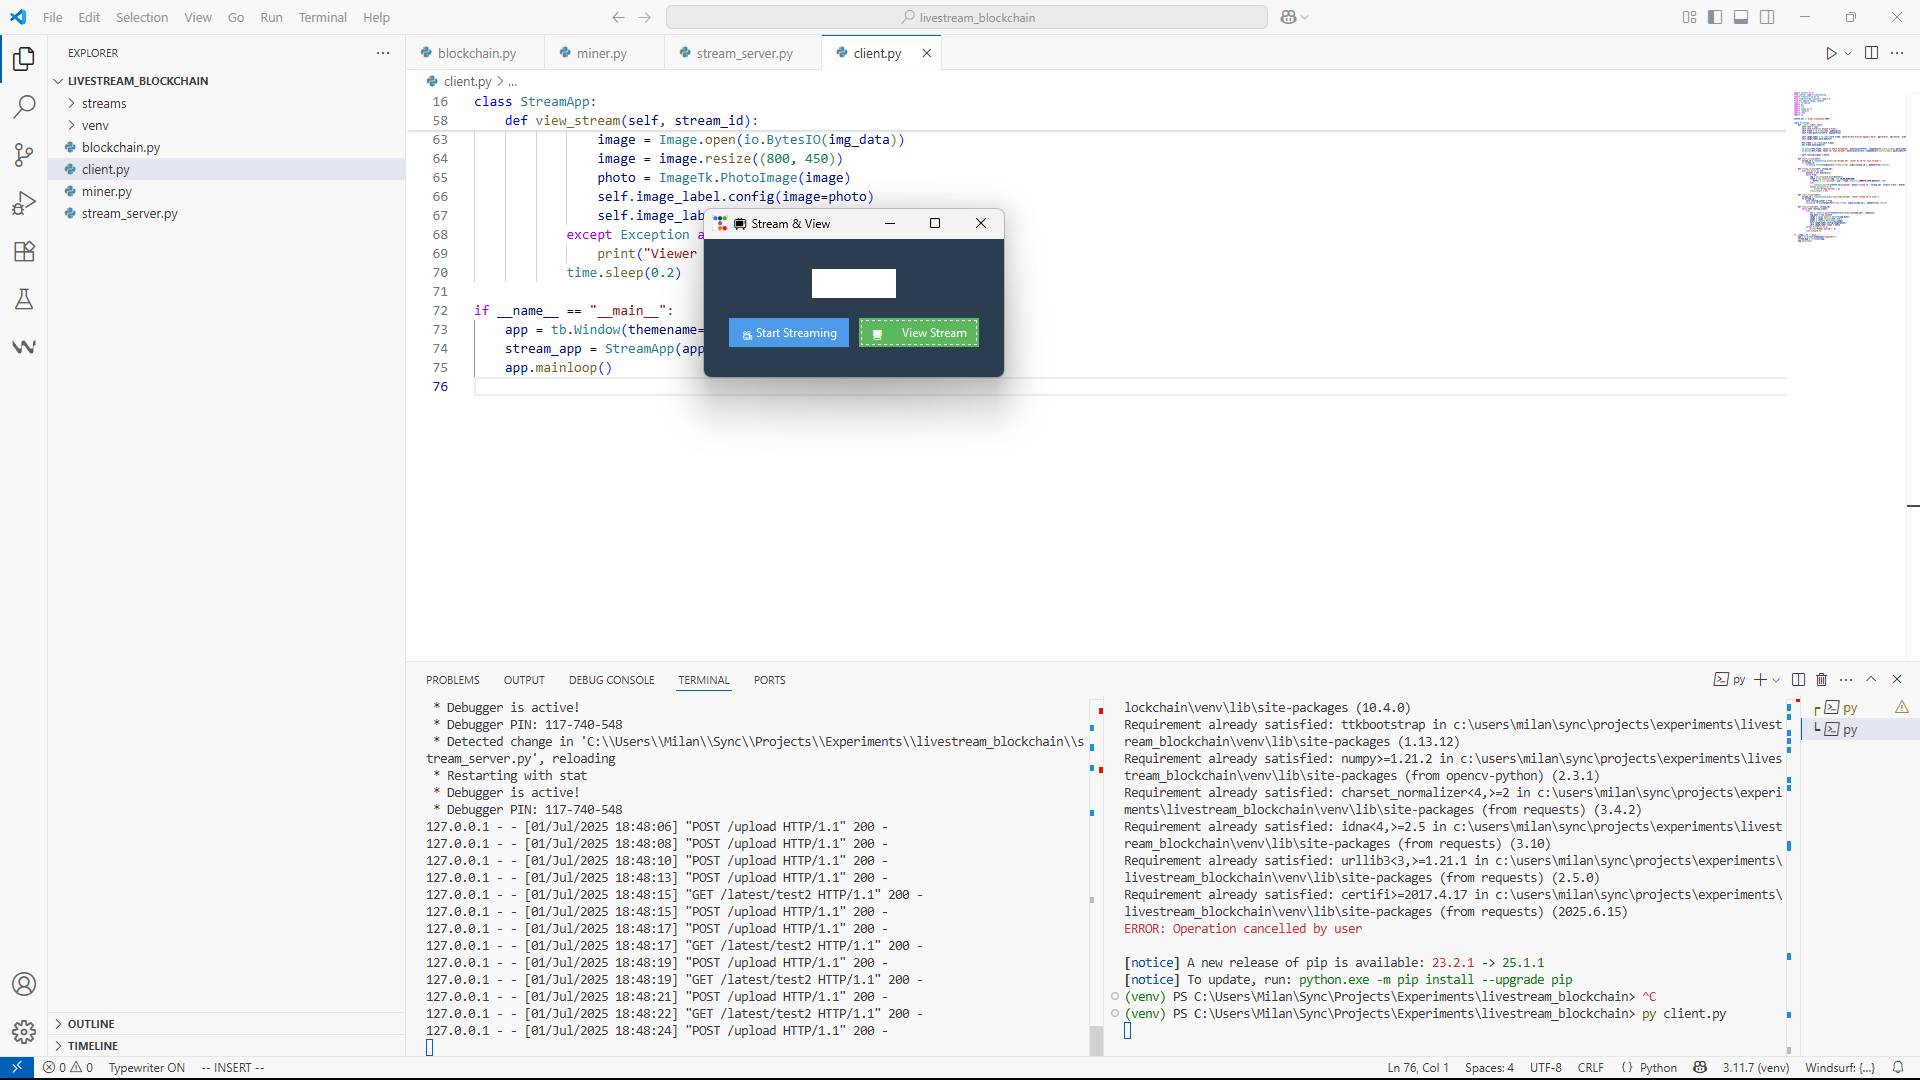 File Edit Selection View Go Run Terminal Help
livestream_blockchain
EXPLORER
LIVESTREAM_BLOCKCHAIN
streams
venv
blockchain.py
client.py
miner.py
stream_server.py
OUTLINE
TIMELINE
blockchain.py miner.py stream_server.py client.py
client.py > ...
16 class StreamApp:
58 def view_stream(self, stream_id):
63 image = Image.open(io.BytesIO(img_data))
64 image = image.resize((800, 450))
65 photo = ImageTk.PhotoImage(image)
66 self.image_label.config(image=photo)
67 self.image_lab
68 except Exception a
69 print("Viewer
70 time.sleep(0.2)
71
72 if __name__ == "__main__":
73 app = tb.Window(themename=
74 stream_app = StreamApp(app
75 app.mainloop()
76
Stream & View
Start Streaming View Stream
PROBLEMS OUTPUT DEBUG CONSOLE TERMINAL PORTS
py
* Debugger is active!
* Debugger PIN: 117-740-548
* Detected change in 'C:\\Users\\Milan\\Sync\\Projects\\Experiments\\livestream_blockchain\\s
tream_server.py', reloading
* Restarting with stat
* Debugger is active!
* Debugger PIN: 117-740-548
127.0.0.1 - - [01/Jul/2025 18:48:06] "POST /upload HTTP/1.1" 200 -
127.0.0.1 - - [01/Jul/2025 18:48:08] "POST /upload HTTP/1.1" 200 -
127.0.0.1 - - [01/Jul/2025 18:48:10] "POST /upload HTTP/1.1" 200 -
127.0.0.1 - - [01/Jul/2025 18:48:13] "POST /upload HTTP/1.1" 200 -
127.0.0.1 - - [01/Jul/2025 18:48:15] "GET /latest/test2 HTTP/1.1" 200 -
127.0.0.1 - - [01/Jul/2025 18:48:15] "POST /upload HTTP/1.1" 200 -
127.0.0.1 - - [01/Jul/2025 18:48:17] "POST /upload HTTP/1.1" 200 -
127.0.0.1 - - [01/Jul/2025 18:48:17] "GET /latest/test2 HTTP/1.1" 200 -
127.0.0.1 - - [01/Jul/2025 18:48:19] "POST /upload HTTP/1.1" 200 -
127.0.0.1 - - [01/Jul/2025 18:48:19] "GET /latest/test2 HTTP/1.1" 200 -
127.0.0.1 - - [01/Jul/2025 18:48:21] "POST /upload HTTP/1.1" 200 -
127.0.0.1 - - [01/Jul/2025 18:48:22] "GET /latest/test2 HTTP/1.1" 200 -
127.0.0.1 - - [01/Jul/2025 18:48:24] "POST /upload HTTP/1.1" 200 -
lockchain\venv\lib\site-packages (10.4.0)
Requirement already satisfied: ttkbootstrap in c:\users\milan\sync\projects\experiments\livest
ream_blockchain\venv\lib\site-packages (1.13.12)
Requirement already satisfied: numpy>=1.21.2 in c:\users\milan\sync\projects\experiments\lives
tream_blockchain\venv\lib\site-packages (from opencv-python) (2.3.1)
Requirement already satisfied: charset_normalizer<4,>=2 in c:\users\milan\sync\projects\experi
ments\livestream_blockchain\venv\lib\site-packages (from requests) (3.4.2)
Requirement already satisfied: idna<4,>=2.5 in c:\users\milan\sync\projects\experiments\livest
ream_blockchain\venv\lib\site-packages (from requests) (3.10)
Requirement already satisfied: urllib3<3,>=1.21.1 in c:\users\milan\sync\projects\experiments\
livestream_blockchain\venv\lib\site-packages (from requests) (2.5.0)
Requirement already satisfied: certifi>=2017.4.17 in c:\users\milan\sync\projects\experiments\
livestream_blockchain\venv\lib\site-packages (from requests) (2025.6.15)
ERROR: Operation cancelled by user
[notice] A new release of pip is available: 23.2.1 -> 25.1.1
[notice] To update, run: python.exe -m pip install --upgrade pip
(venv) PS C:\Users\Milan\Sync\Projects\Experiments\livestream_blockchain> ^C
(venv) PS C:\Users\Milan\Sync\Projects\Experiments\livestream_blockchain> py client.py
py
py
0 0 Typewriter ON -- INSERT -- Ln 76, Col 1 Spaces: 4 UTF-8 CRLF {} Python 3.11.7 (venv) Windsurf: {...}